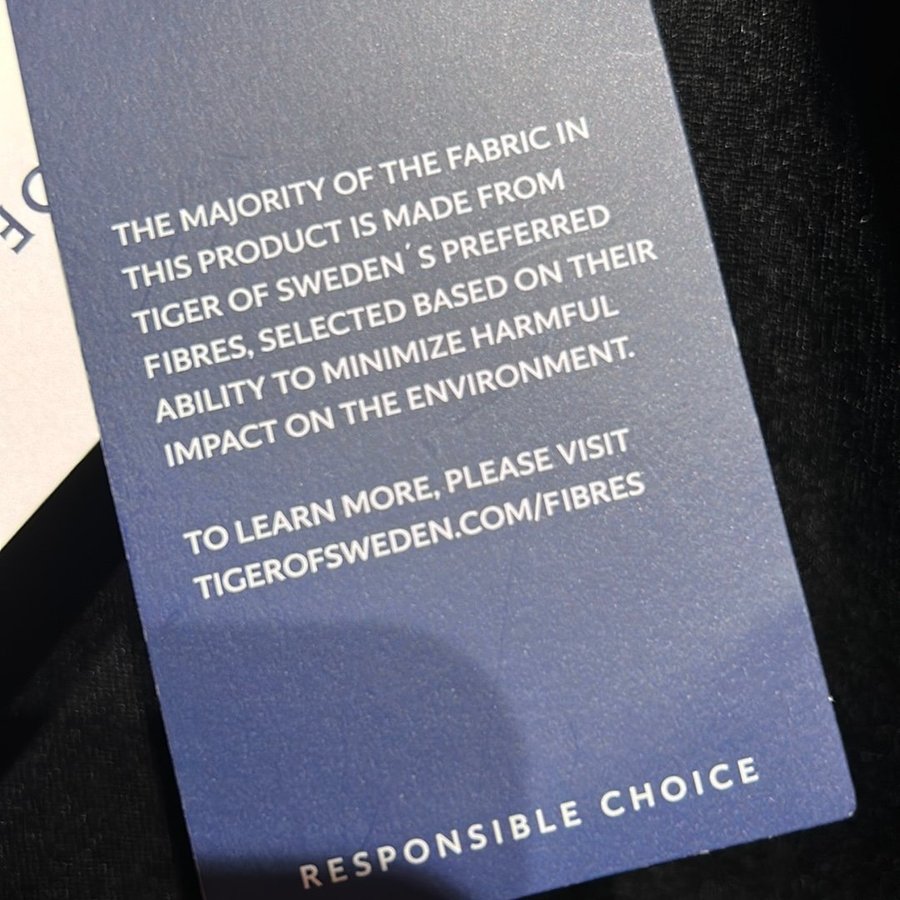 THE MAJORITY OF THE FABRIC IN
THIS PRODUCT IS MADE FROM
TIGER OF SWEDEN´S PREFERRED
FIBRES, SELECTED BASED ON THEIR
ABILITY TO MINIMIZE HARMFUL
IMPACT ON THE ENVIRONMENT.
TO LEARN MORE, PLEASE VISIT
TIGEROFSWEDEN.COM/FIBRES
RESPONSIBLE CHOICE